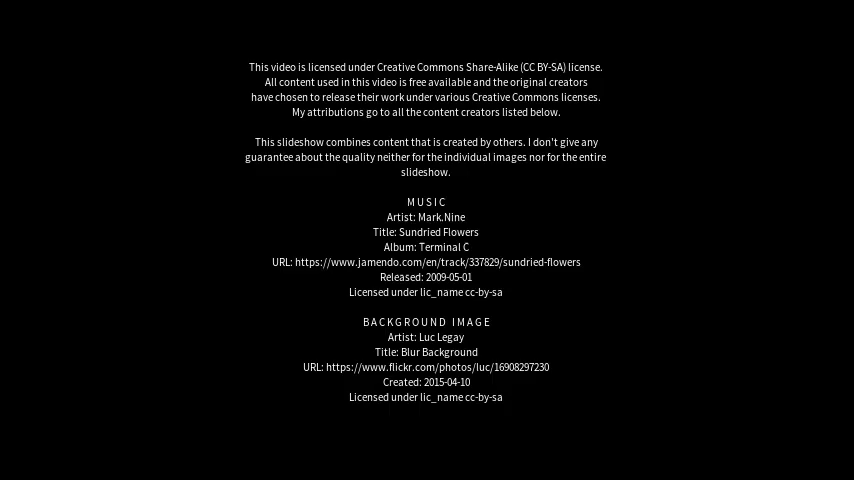 This video is licensed under Creative Commons Share-Alike (CC BY-SA) license.
All content used in this video is free available and the original creators
have chosen to release their work under various Creative Commons licenses.
My attributions go to all the content creators listed below.
This slideshow combines content that is created by others. I don't give any
guarantee about the quality neither for the individual images nor for the entire
slideshow.
MUSIC
Artist: Mark.Nine
Title: Sundried Flowers
Album: Terminal C
URL: https://www.jamendo.com/en/track/337829/sundried-flowers
Released: 2009-05-01
Licensed under lic_name cc-by-sa
BACKGROUND IMAGE
Artist: Luc Legay
Title: Blur Background
URL: https://www.flickr.com/photos/luc/16908297230
Created: 2015-04-10
Licensed under lic_name cc-by-sa